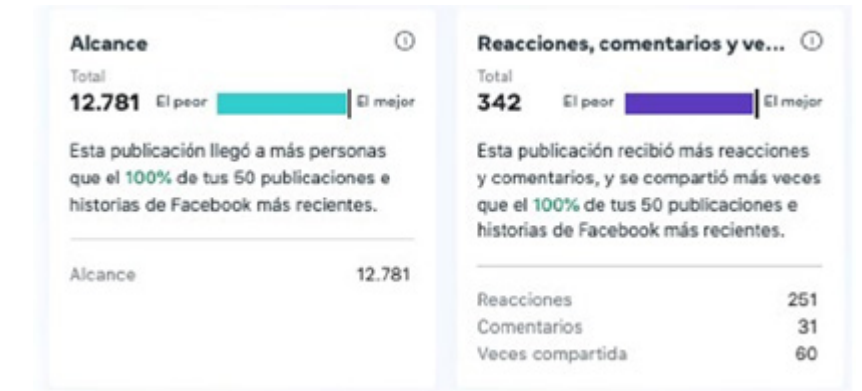 Alcance
Total
12.781 El peor El mejor
Esta publicación llegó a más personas
que el 100% de tus 50 publicaciones e
historias de Facebook más recientes.
Alcance 12.781
Reacciones, comentarios y ve...
Total
342 El peor El mejor
Esta publicación recibió más reacciones
y comentarios, y se compartió más veces
que el 100% de tus 50 publicaciones e
historias de Facebook más recientes.
Reacciones 251
Comentarios 31
Veces compartida 60